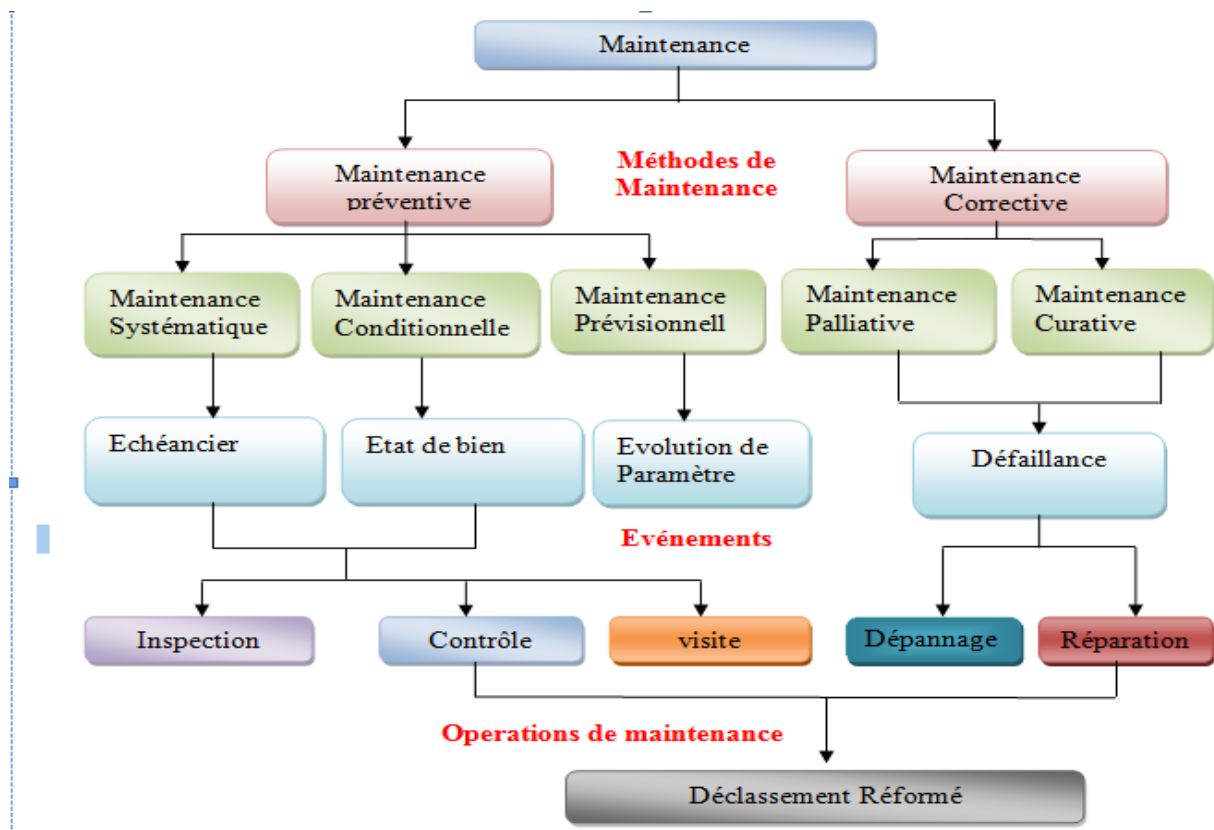 Maintenance
Maintenance
préventive
Méthodes de
Maintenance
Maintenance
Corrective
Maintenance
Systématique
Maintenance
Conditionnelle
Maintenance
Prévisionnell
Maintenance
Palliative
Maintenance
Curative
Echéancier
Etat de bien
Evolution de
Paramètre
Défaillance
Evénements
Inspection
Contrôle
visite
Dépannage
Réparation
Operations de maintenance
Déclassement Réformé